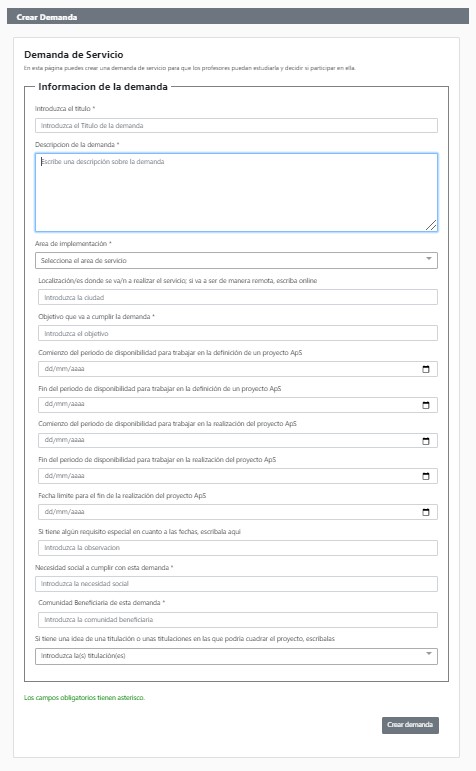 Crear Demanda
Demanda de Servicio
En esta página puedes crear una demanda de servicio para que los profesores puedan estudiarla y decidir si participar en ella.
Informacion de la demanda
Introduzca el titulo *
Introduzca el Titulo de la demanda
Descripcion de la demanda *
Escribe una descripción sobre la demanda
Area de implementación *
Selecciona el area de servicio
Localización/es donde se va/n a realizar el servicio; si va a ser de manera remota, escriba online
Introduzca la ciudad
Objetivo que va a cumplir la demanda *
Introduzca el objetivo
Comienzo del periodo de disponibilidad para trabajar en la definición de un proyecto ApS
dd/mm/aaaa
Fin del periodo de disponibilidad para trabajar en la definición de un proyecto ApS
dd/mm/aaaa
Comienzo del periodo de disponibilidad para trabajar en la realización del proyecto ApS
dd/mm/aaaa
Fin del periodo de disponibilidad para trabajar en la realización del proyecto ApS
dd/mm/aaaa
Fecha limite para el fin de la realización del proyecto ApS
dd/mm/aaaa
Si tiene algún requisito especial en cuanto a las fechas, escribala aqui
Introduzca la observacion
Necesidad social a cumplir con esta demanda *
Introduzca la necesidad social
Comunidad Beneficiaria de esta demanda *
Introduzca la comunidad beneficiaria
Si tiene una idea de una titulación o unas titulaciones en las que podria cuadrar el proyecto, escribalas
Introduzca la(s) titulación(es)
Los campos obligatorios tienen asterisco.
Crear demanda